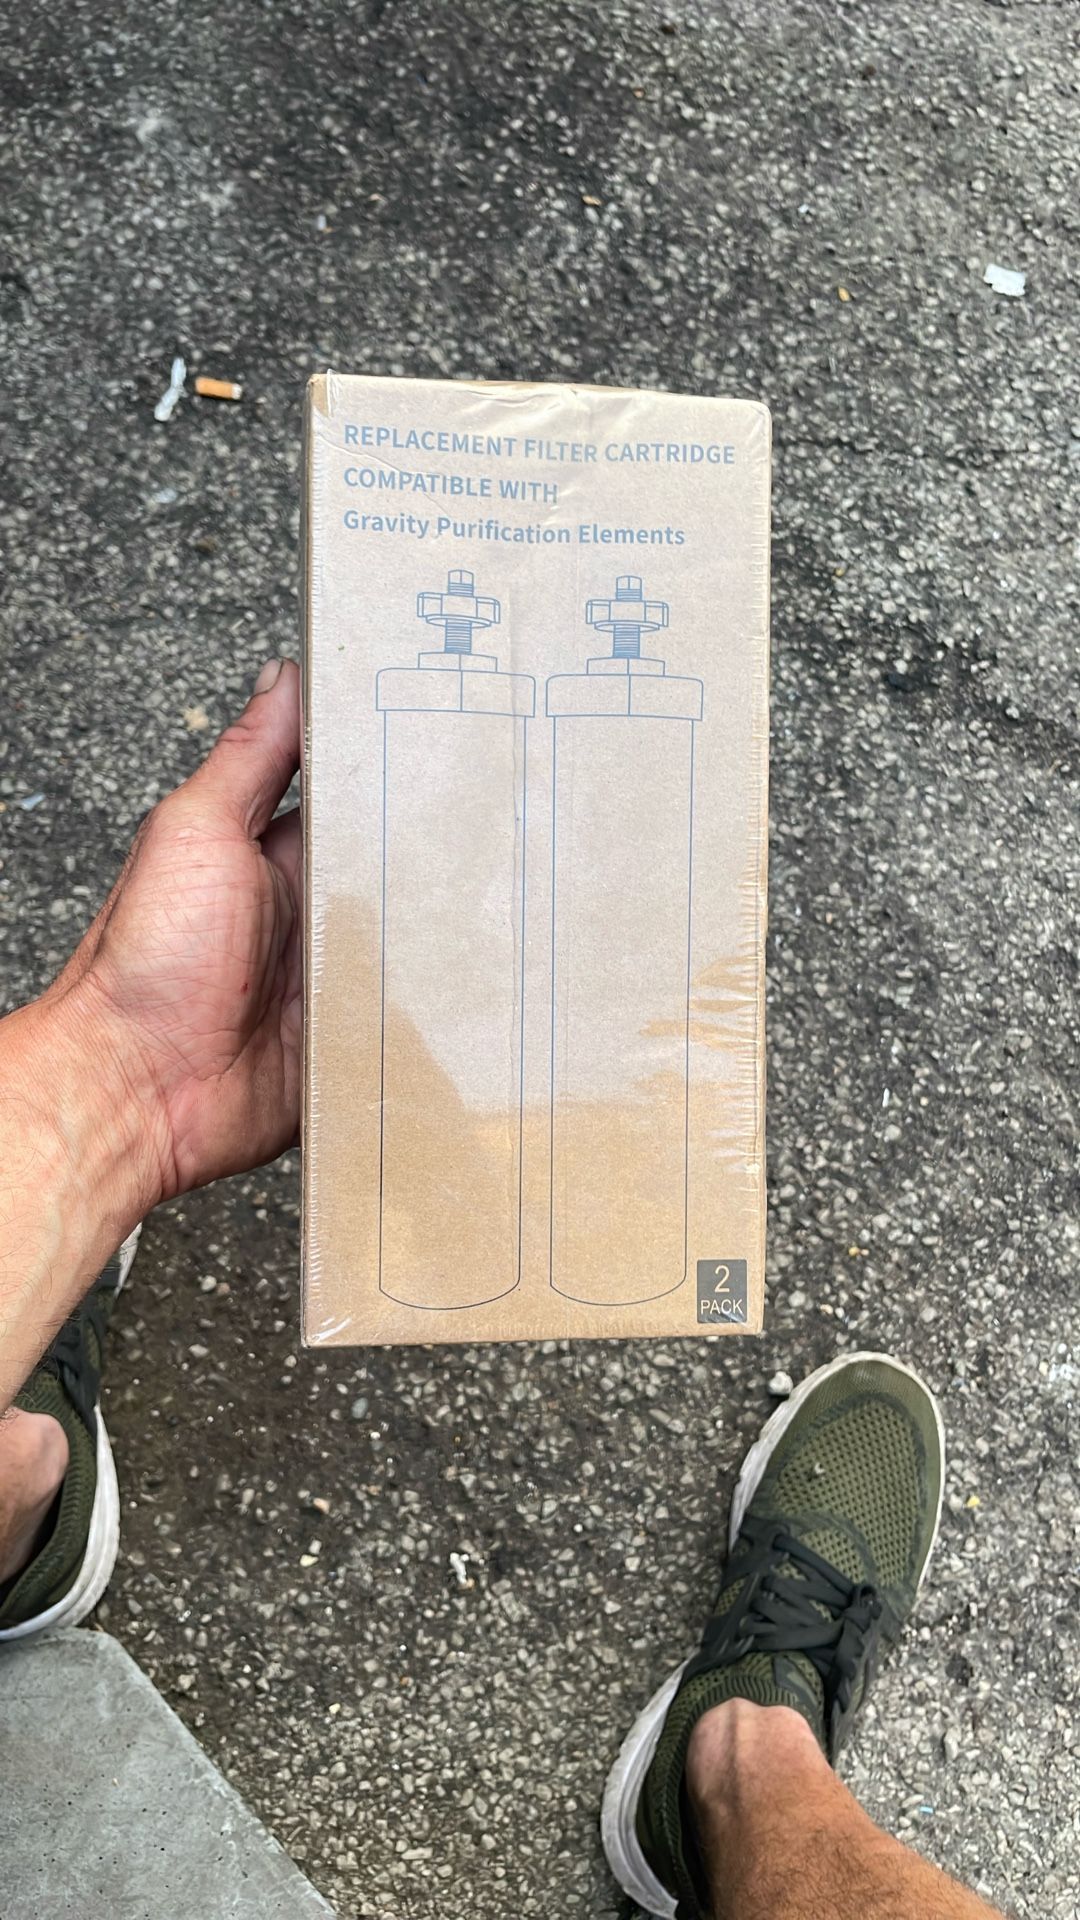 REPLACEMENT FILTER CARTRIDGE
COMPATIBLE WITH
Gravity Purification Elements
2
PACK